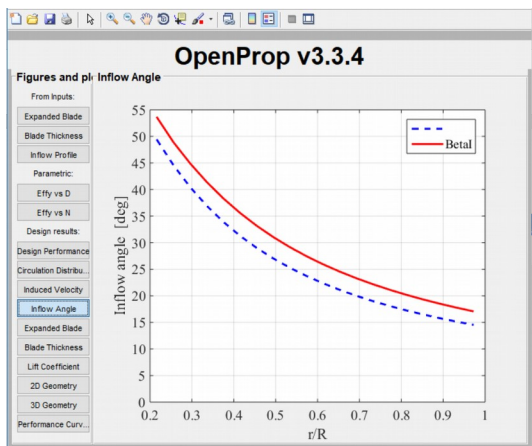 OpenProp v3.3.4
Figures and pl
Inflow Angle
From Inputs:
Expanded Blade
Blade Thickness
Inflow Profile
Parametric:
Effy vs D
Effy vs N
Design results:
Design Performance
Circulation Distribu...
Induced Velocity
Inflow Angle
Expanded Blade
Blade Thickness
Lift Coefficient
2D Geometry
3D Geometry
Performance Curv...
Inflow angle [deg]
55
50
45
40
35
30
25
20
15
10
5
0
0.2 0.3 0.4 0.5 0.6 0.7 0.8 0.9 1
r/R
BetaI